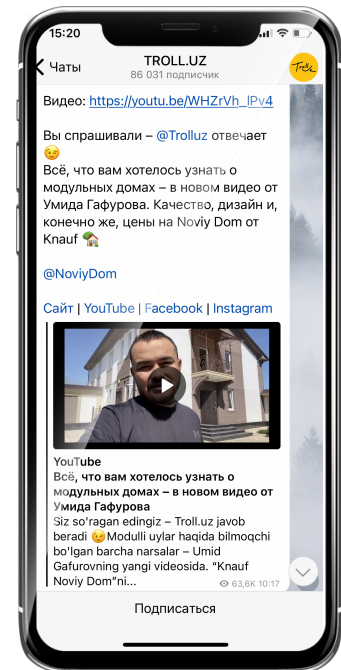 15:20
Чаты
TROLL.UZ
86 031 подписчик
Trolluz
Видео: https://youtu.be/WHZrVh_IPv4
Вы спрашивали – @Trolluz отвечает
😉
Всё, что вам хотелось узнать о
модульных домах – в новом видео от
Умида Гафурова. Качество, дизайн и,
конечно же, цены на Noviy Dom от
Knauf 🏡
@NoviyDom
Сайт | YouTube | Facebook | Instagram
YouTube
Всё, что вам хотелось узнать о
модульных домах – в новом видео от
Умида Гафурова
Siz so'ragan edingiz – Troll.uz javob
beradi 😉Modulli uylar haqida bilmoqchi
bo'lgan barcha narsalar – Umid
Gafurovning yangi videosida. “Knauf
Noviy Dom”ni...
63,6K 10:17
Подписаться